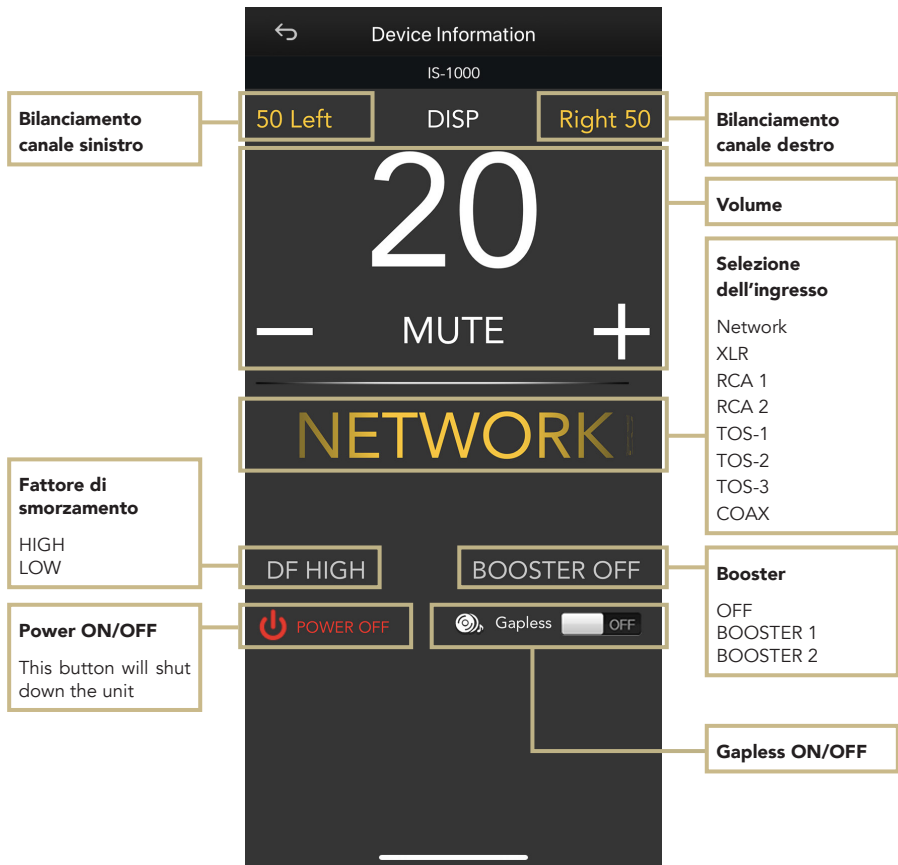 Device Information
IS-1000
Bilanciamento
canale sinistro
50 Left
DISP
Right 50
Bilanciamento
canale destro
20
Volume
MUTE
Selezione
dell'ingresso
Network
XLR
RCA 1
RCA 2
TOS-1
TOS-2
TOS-3
COAX
NETWORK
Fattore di
smorzamento
HIGH
LOW
DF HIGH
BOOSTER OFF
Booster
OFF
BOOSTER 1
BOOSTER 2
Power ON/OFF
This button will shut
down the unit
POWER OFF
Gapless
OFF
Gapless ON/OFF